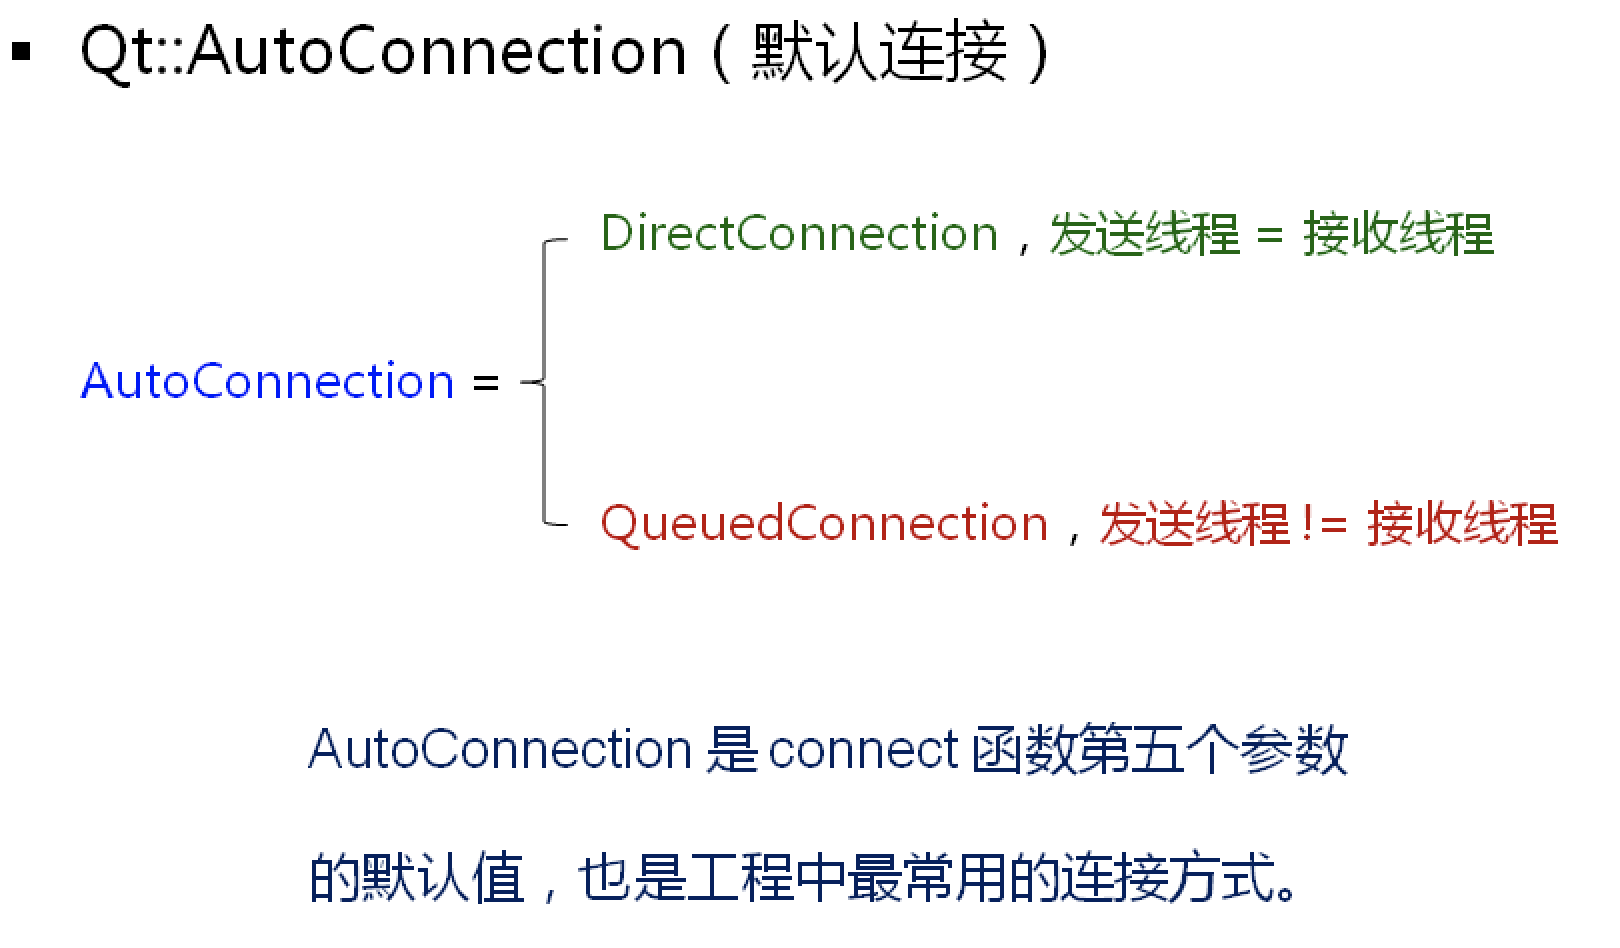 ▪ Qt::AutoConnection（默认连接）
DirectConnection，发送线程 = 接收线程
AutoConnection =
QueuedConnection，发送线程 != 接收线程
AutoConnection 是 connect 函数第五个参数
的默认值，也是工程中最常用的连接方式。